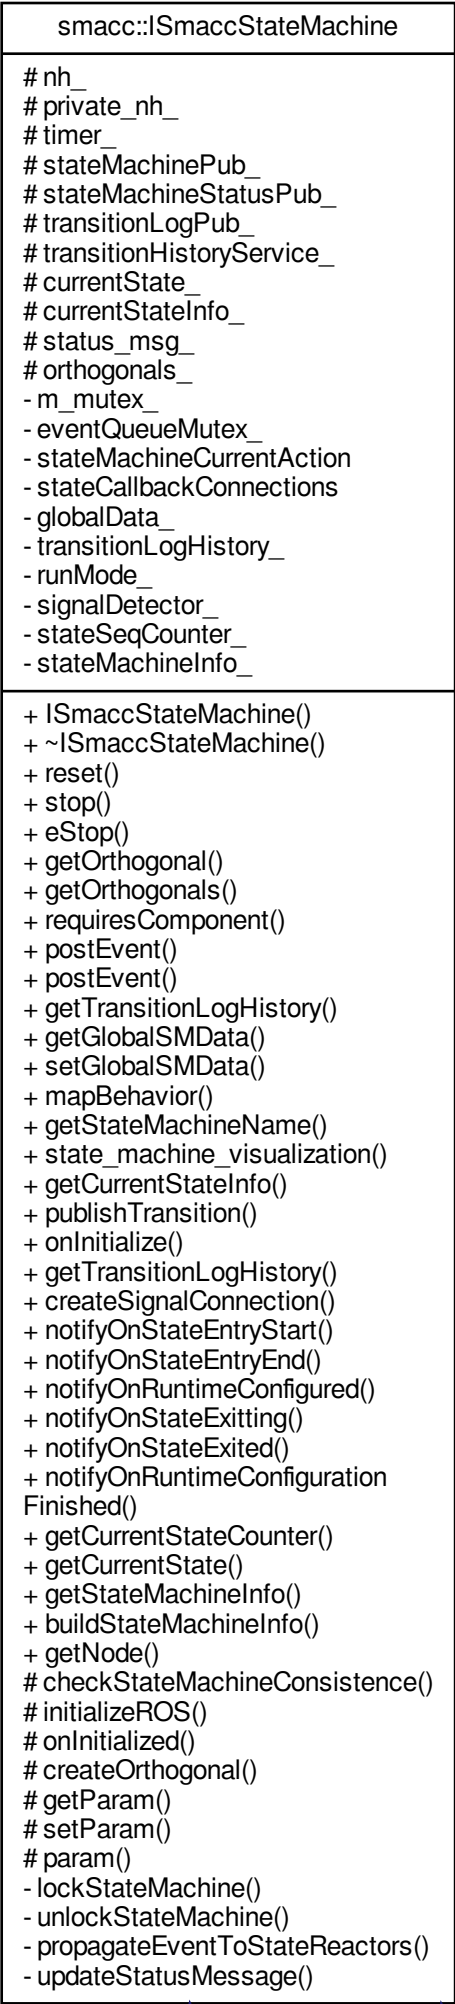 smacc::ISmaccStateMachine
# nh_
# private_nh_
# timer_
# stateMachinePub_
# stateMachineStatusPub_
# transitionLogPub_
# transitionHistoryService_
# currentState_
# currentStateInfo_
# status_msg_
# orthogonals_
- m_mutex_
- eventQueueMutex_
- stateMachineCurrentAction
- stateCallbackConnections
- globalData_
- transitionLogHistory_
- runMode_
- signalDetector_
- stateSeqCounter_
- stateMachineInfo_
+ ISmaccStateMachine()
+ ~ISmaccStateMachine()
+ reset()
+ stop()
+ eStop()
+ getOrthogonal()
+ getOrthogonals()
+ requiresComponent()
+ postEvent()
+ postEvent()
+ getTransitionLogHistory()
+ getGlobalSMData()
+ setGlobalSMData()
+ mapBehavior()
+ getStateMachineName()
+ state_machine_visualization()
+ getCurrentStateInfo()
+ publishTransition()
+ onInitialize()
+ getTransitionLogHistory()
+ createSignalConnection()
+ notifyOnStateEntryStart()
+ notifyOnStateEntryEnd()
+ notifyOnRuntimeConfigured()
+ notifyOnStateExitting()
+ notifyOnStateExited()
+ notifyOnRuntimeConfiguration
Finished()
+ getCurrentStateCounter()
+ getCurrentState()
+ getStateMachineInfo()
+ buildStateMachineInfo()
+ getNode()
# checkStateMachineConsistence()
# initializeROS()
# onInitialized()
# createOrthogonal()
# getParam()
# setParam()
# param()
- lockStateMachine()
- unlockStateMachine()
- propagateEventToStateReactors()
- updateStatusMessage()